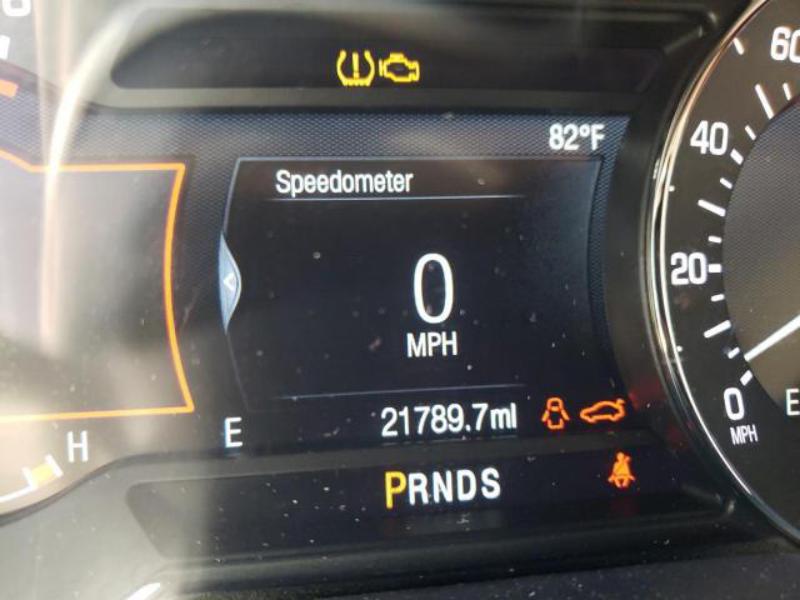 82°F
Speedometer
0
MPH
21789.7mi
E
H
PRNDS
60
40
20
0
MPH
E